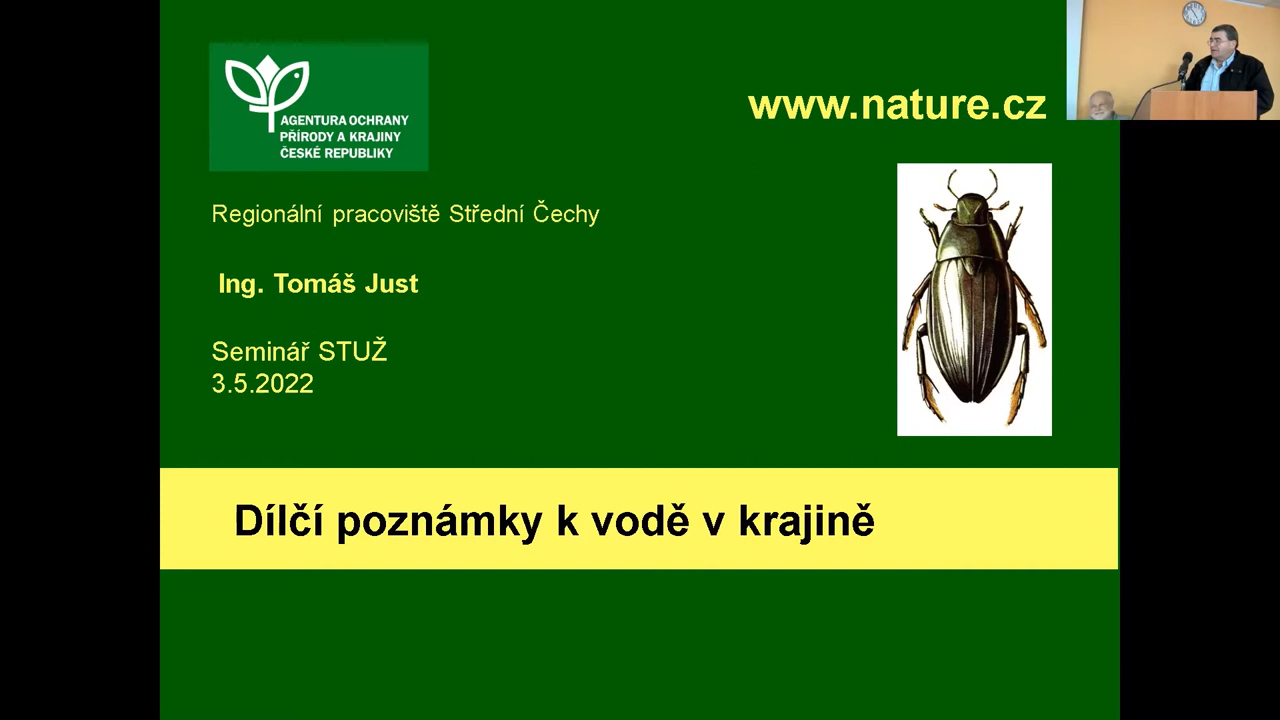 AGENTURA OCHRANY
PŘÍRODY A KRAJINY
ČESKÉ REPUBLIKY
www.nature.cz
Regionální pracoviště Střední Čechy
Ing. Tomáš Just
Seminář STUŽ
3.5.2022
Dílčí poznámky k vodě v krajině